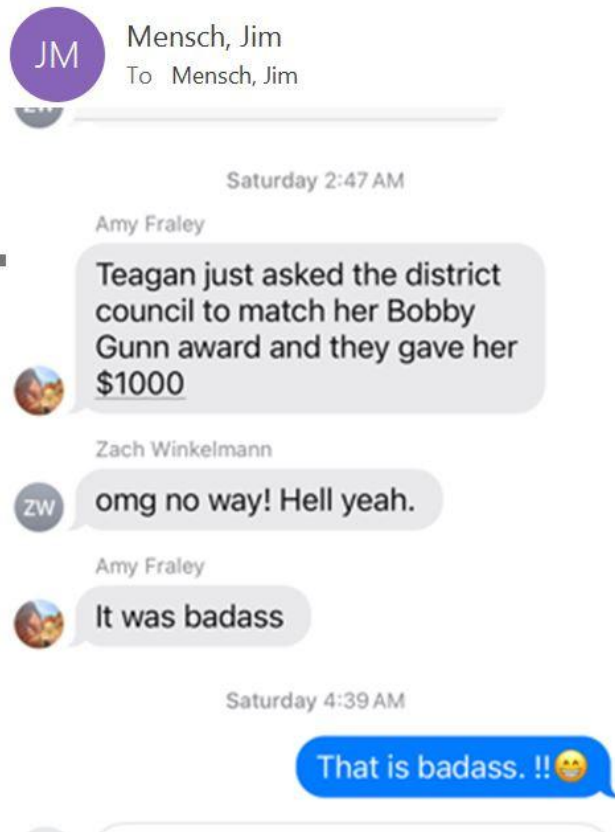 JM
Mensch, Jim
To Mensch, Jim
Saturday 2:47 AM
Amy Fraley
Teagan just asked the district
council to match her Bobby
Gunn award and they gave her
$1000
Zach Winkelmann
ZW
omg no way! Hell yeah.
Amy Fraley
It was badass
Saturday 4:39 AM
That is badass. !!😁